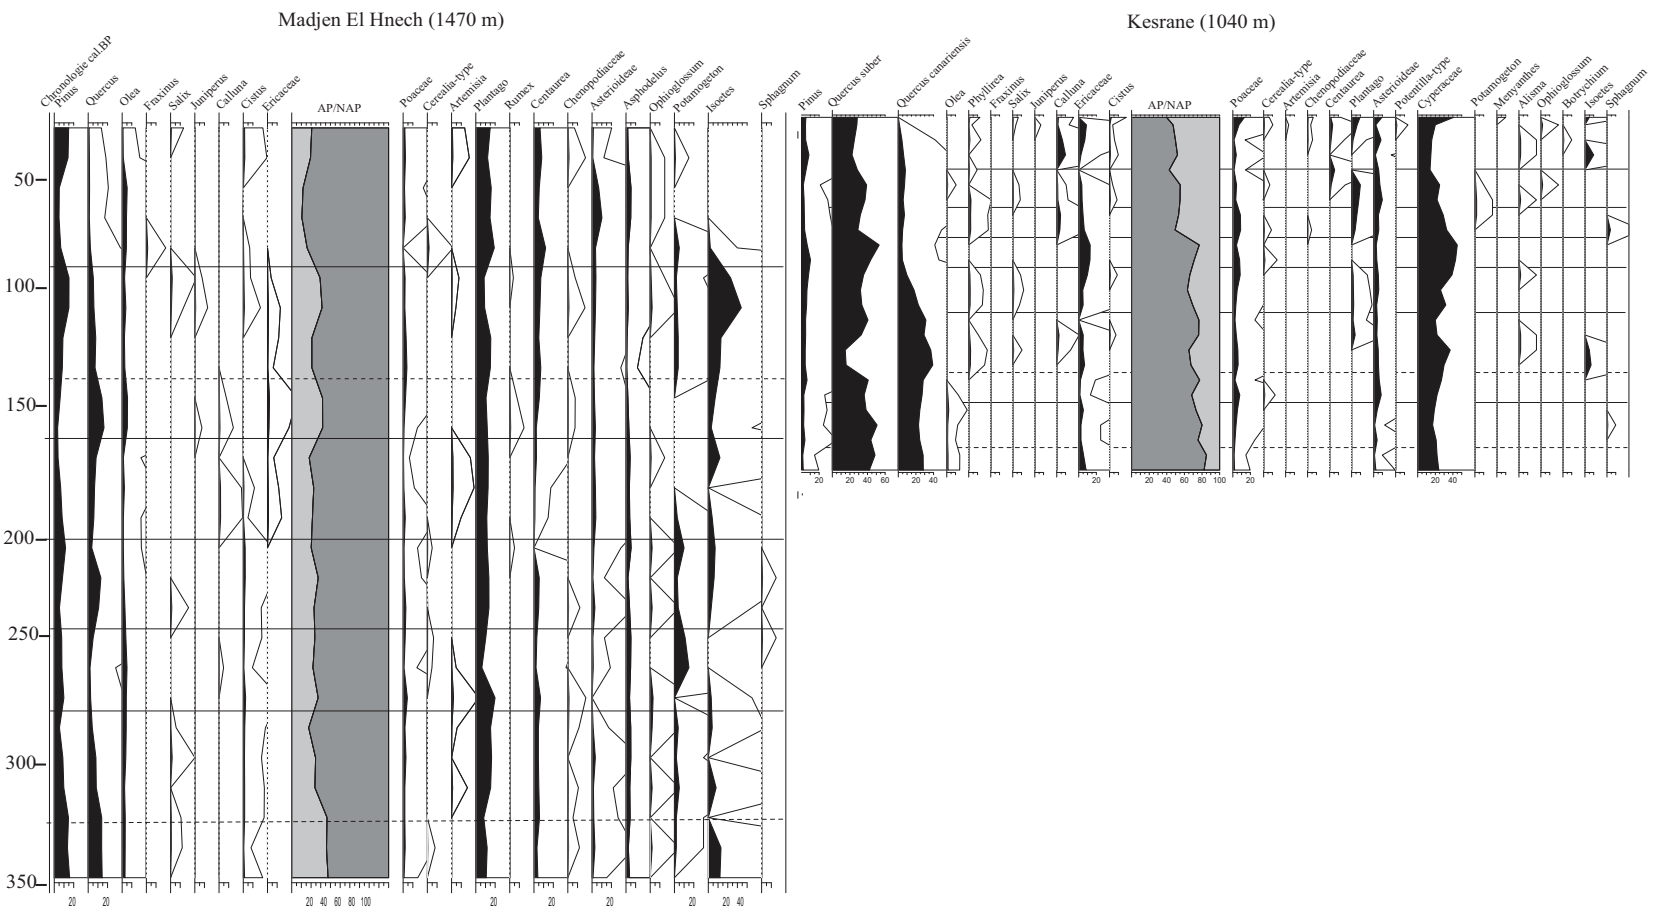 Madjen El Hnech (1470 m)
Kesrane (1040 m)
Chronologie cal.BP
Pinus
Quercus
Olea
Fraxinus
Salix
Juniperus
Calluna
Cistus
Ericaceae
AP/NAP
Poaceae
Cerealia-type
Artemisia
Plantago
Rumex
Centaurea
Chenopodiaceae
Asterioideae
Asphodelus
Ophioglossum
Potamogeton
Isoetes
Sphagnum
Pinus
Quercus suber
Quercus canariensis
Olea
Phyllirea
Fraxinus
Salix
Juniperus
Calluna
Ericaceae
Cistus
AP/NAP
Poaceae
Cerealia-type
Artemisia
Chenopodiaceae
Centaurea
Plantago
Asterioideae
Potentilla-type
Cyperaceae
Potamogeton
Menyanthes
Alisma
Ophioglossum
Botrychium
Isoetes
Sphagnum
50
100
150
200
250
300
350
20 20 20 40 60 80 100 20 20 20 20 40
20 20 40 60 20 40 20 20 40 60 80 100 20 20 40